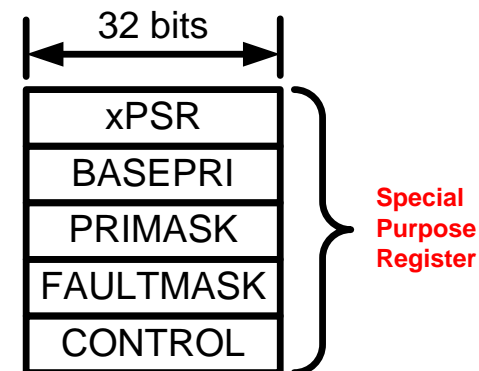 32 bits
xPSR
BASEPRI
PRIMASK
FAULTMASK
CONTROL
Special
Purpose
Register